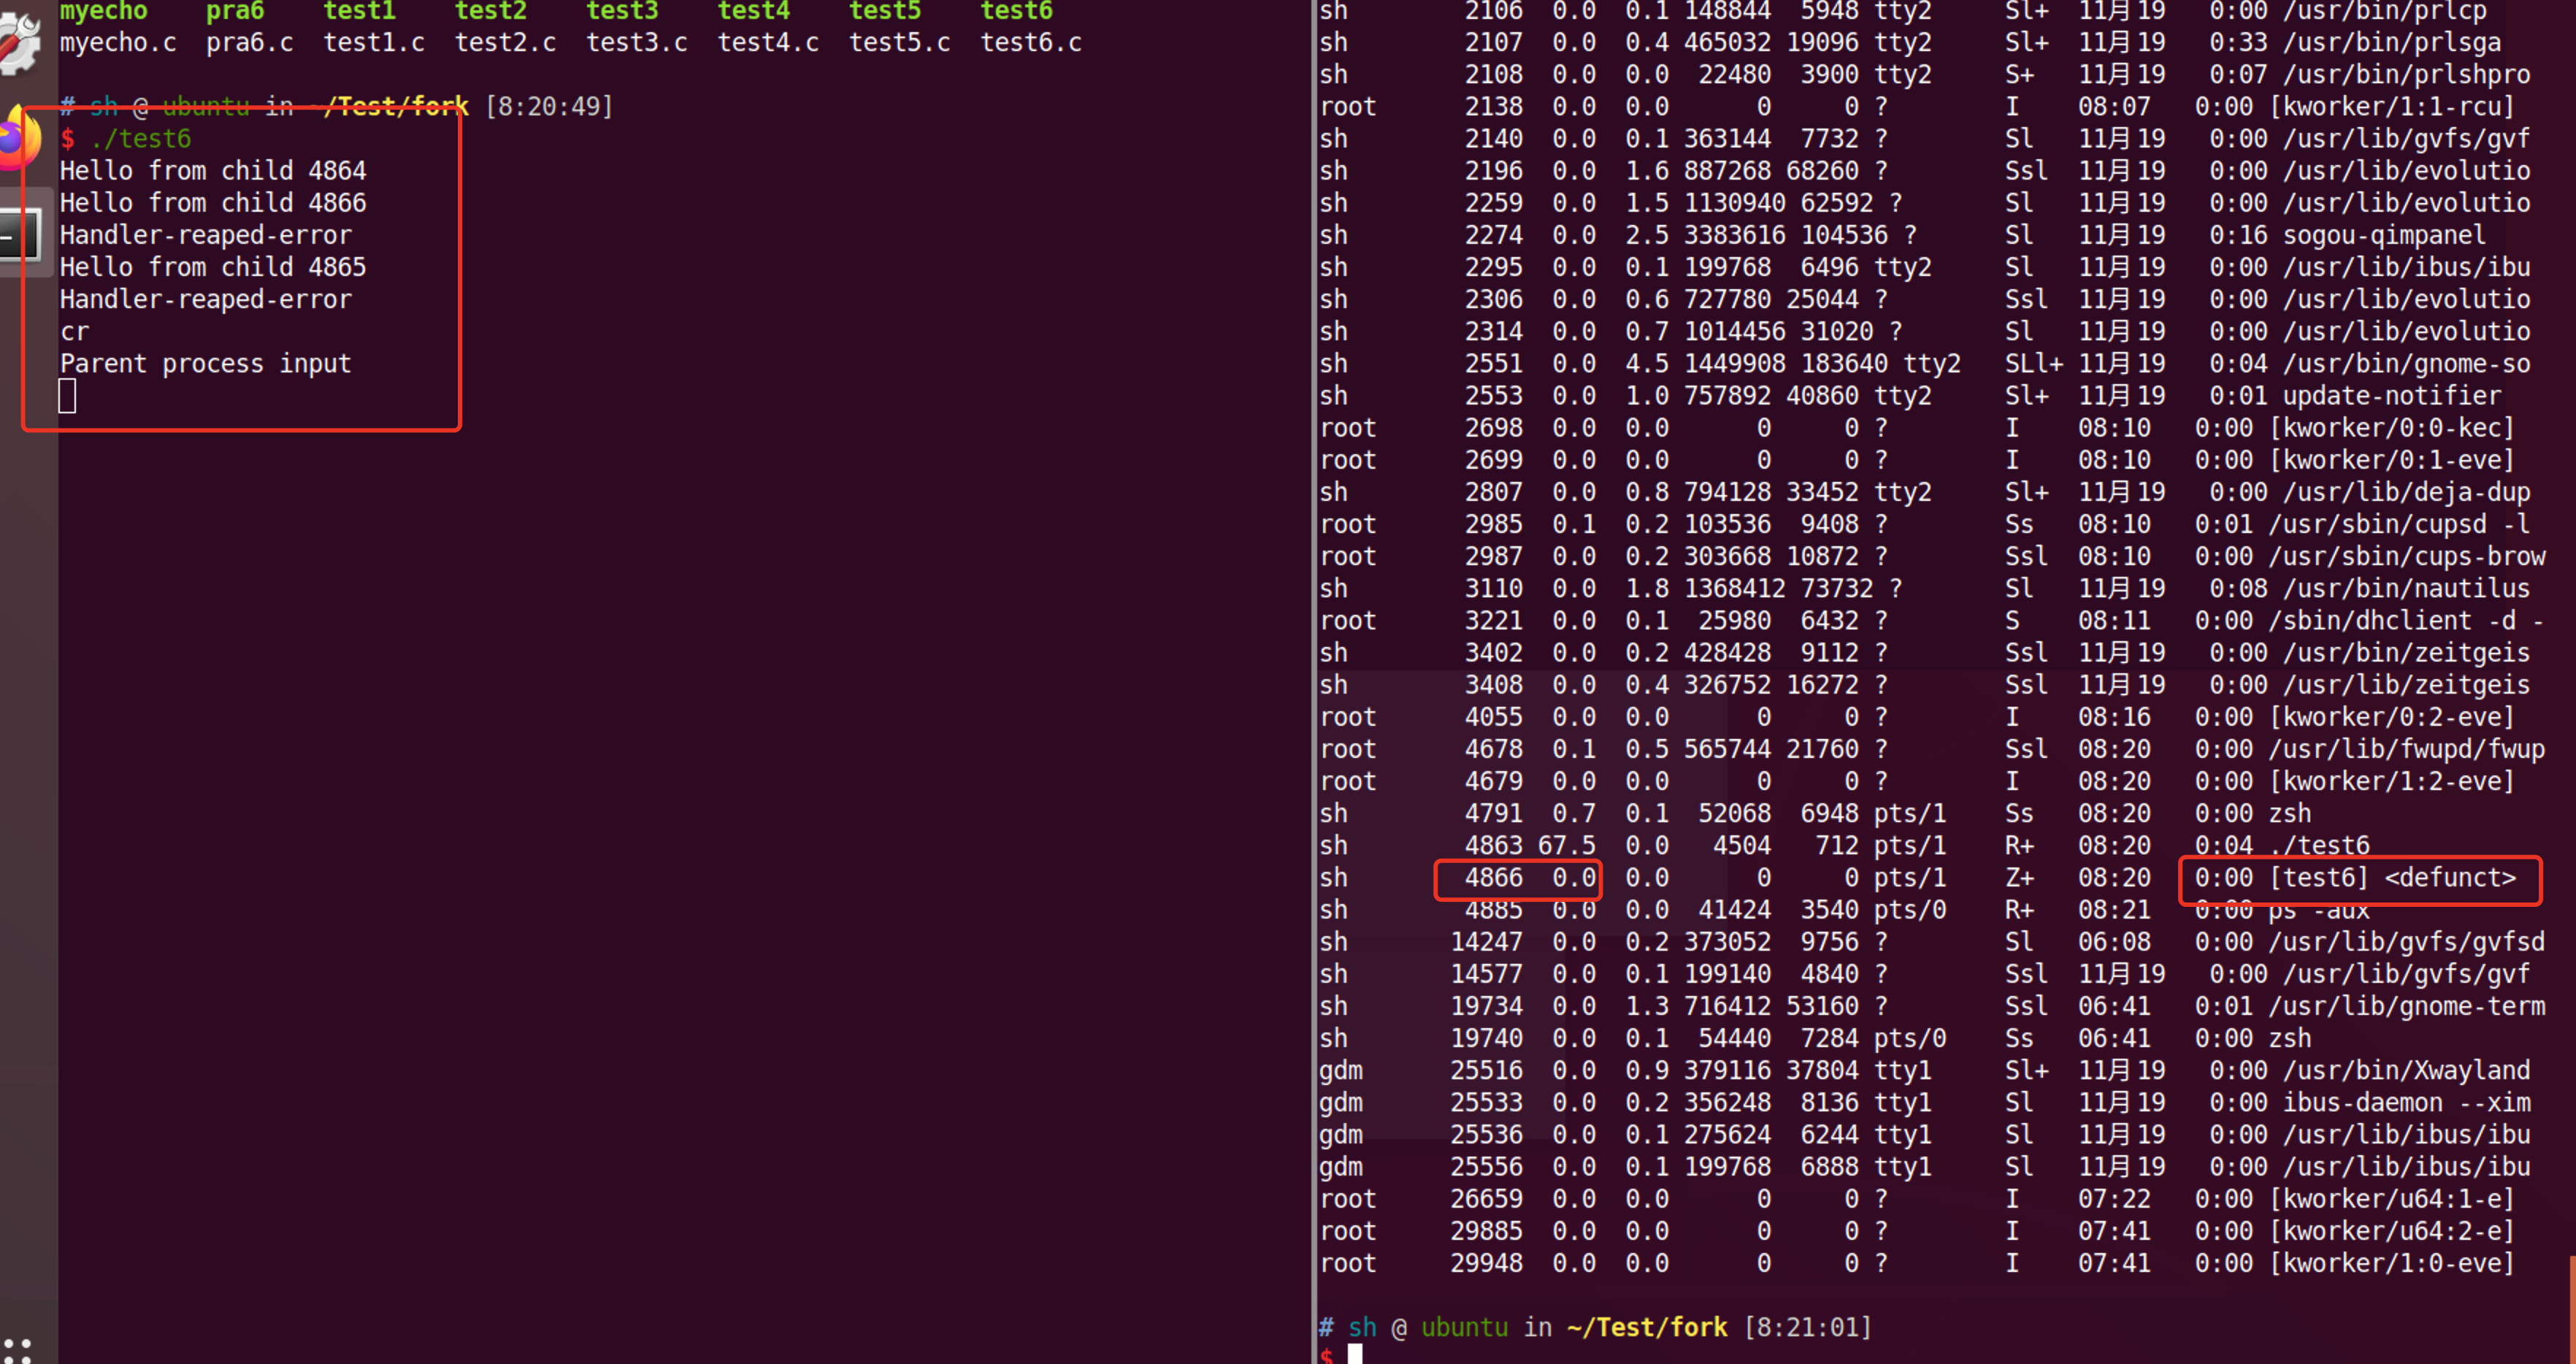 myecho    pra6    test1    test2    test3    test4    test5    test6
myecho.c  pra6.c  test1.c  test2.c  test3.c  test4.c  test5.c  test6.c
# sh @ ubuntu in ~/Test/fork [8:20:49]
$ ./test6
Hello from child 4864
Hello from child 4866
Handler-reaped-error
Hello from child 4865
Handler-reaped-error
cr
Parent process input
sh 2106 0.0 0.1 148844 5948 tty2 Sl+ 11月19 0:00 /usr/bin/prlcp
sh 2107 0.0 0.4 465032 19096 tty2 Sl+ 11月19 0:33 /usr/bin/prlsga
sh 2108 0.0 0.0 22480 3900 tty2 S+ 11月19 0:07 /usr/bin/prlshpro
root 2138 0.0 0.0 0 0 ? I 08:07 0:00 [kworker/1:1-rcu]
sh 2140 0.0 0.1 363144 7732 ? Sl 11月19 0:00 /usr/lib/gvfs/gvf
sh 2196 0.0 1.6 887268 68260 ? Ssl 11月19 0:00 /usr/lib/evolutio
sh 2259 0.0 1.5 1130940 62592 ? Sl 11月19 0:00 /usr/lib/evolutio
sh 2274 0.0 2.5 3383616 104536 ? Sl 11月19 0:16 sogou-qimpanel
sh 2295 0.0 0.1 199768 6496 tty2 Sl 11月19 0:00 /usr/lib/ibus/ibu
sh 2306 0.0 0.6 727780 25044 ? Ssl 11月19 0:00 /usr/lib/evolutio
sh 2314 0.0 0.7 1014456 31020 ? Sl 11月19 0:00 /usr/lib/evolutio
sh 2551 0.0 4.5 1449908 183640 tty2 SLl+ 11月19 0:04 /usr/bin/gnome-so
sh 2553 0.0 1.0 757892 40860 tty2 Sl+ 11月19 0:01 update-notifier
root 2698 0.0 0.0 0 0 ? I 08:10 0:00 [kworker/0:0-kec]
root 2699 0.0 0.0 0 0 ? I 08:10 0:00 [kworker/0:1-eve]
sh 2807 0.0 0.8 794128 33452 tty2 Sl+ 11月19 0:00 /usr/lib/deja-dup
root 2985 0.1 0.2 103536 9408 ? Ss 08:10 0:01 /usr/sbin/cupsd -l
root 2987 0.0 0.2 303668 10872 ? Ssl 08:10 0:00 /usr/sbin/cups-brow
sh 3110 0.0 1.8 1368412 73732 ? Sl 11月19 0:08 /usr/bin/nautilus
root 3221 0.0 0.1 25980 6432 ? S 08:11 0:00 /sbin/dhclient -d -
sh 3402 0.0 0.2 428428 9112 ? Ssl 11月19 0:00 /usr/bin/zeitgeis
sh 3408 0.0 0.4 326752 16272 ? Ssl 11月19 0:00 /usr/lib/zeitgeis
root 4055 0.0 0.0 0 0 ? I 08:16 0:00 [kworker/0:2-eve]
root 4678 0.1 0.5 565744 21760 ? Ssl 08:20 0:00 /usr/lib/fwupd/fwup
root 4679 0.0 0.0 0 0 ? I 08:20 0:00 [kworker/1:2-eve]
sh 4791 0.7 0.1 52068 6948 pts/1 Ss 08:20 0:00 zsh
sh 4863 67.5 0.0 4504 712 pts/1 R+ 08:20 0:04 ./test6
sh 4866 0.0 0.0 0 0 pts/1 Z+ 08:20 0:00 [test6] <defunct>
sh 4885 0.0 0.0 41424 3540 pts/0 R+ 08:21 0:00 ps -aux
sh 14247 0.0 0.2 373052 9756 ? Sl 06:08 0:00 /usr/lib/gvfs/gvfsd
sh 14577 0.0 0.1 199140 4840 ? Ssl 11月19 0:00 /usr/lib/gvfs/gvf
sh 19734 0.0 1.3 716412 53160 ? Ssl 06:41 0:01 /usr/lib/gnome-term
sh 19740 0.0 0.1 54440 7284 pts/0 Ss 06:41 0:00 zsh
gdm 25516 0.0 0.9 379116 37804 tty1 Sl+ 11月19 0:00 /usr/bin/Xwayland
gdm 25533 0.0 0.2 356248 8136 tty1 Sl 11月19 0:00 ibus-daemon --xim
gdm 25536 0.0 0.1 275624 6244 tty1 Sl 11月19 0:00 /usr/lib/ibus/ibu
gdm 25556 0.0 0.1 199768 6888 tty1 Sl 11月19 0:00 /usr/lib/ibus/ibu
root 26659 0.0 0.0 0 0 ? I 07:22 0:00 [kworker/u64:1-e]
root 29885 0.0 0.0 0 0 ? I 07:41 0:00 [kworker/u64:2-e]
root 29948 0.0 0.0 0 0 ? I 07:41 0:00 [kworker/1:0-eve]
# sh @ ubuntu in ~/Test/fork [8:21:01]
$